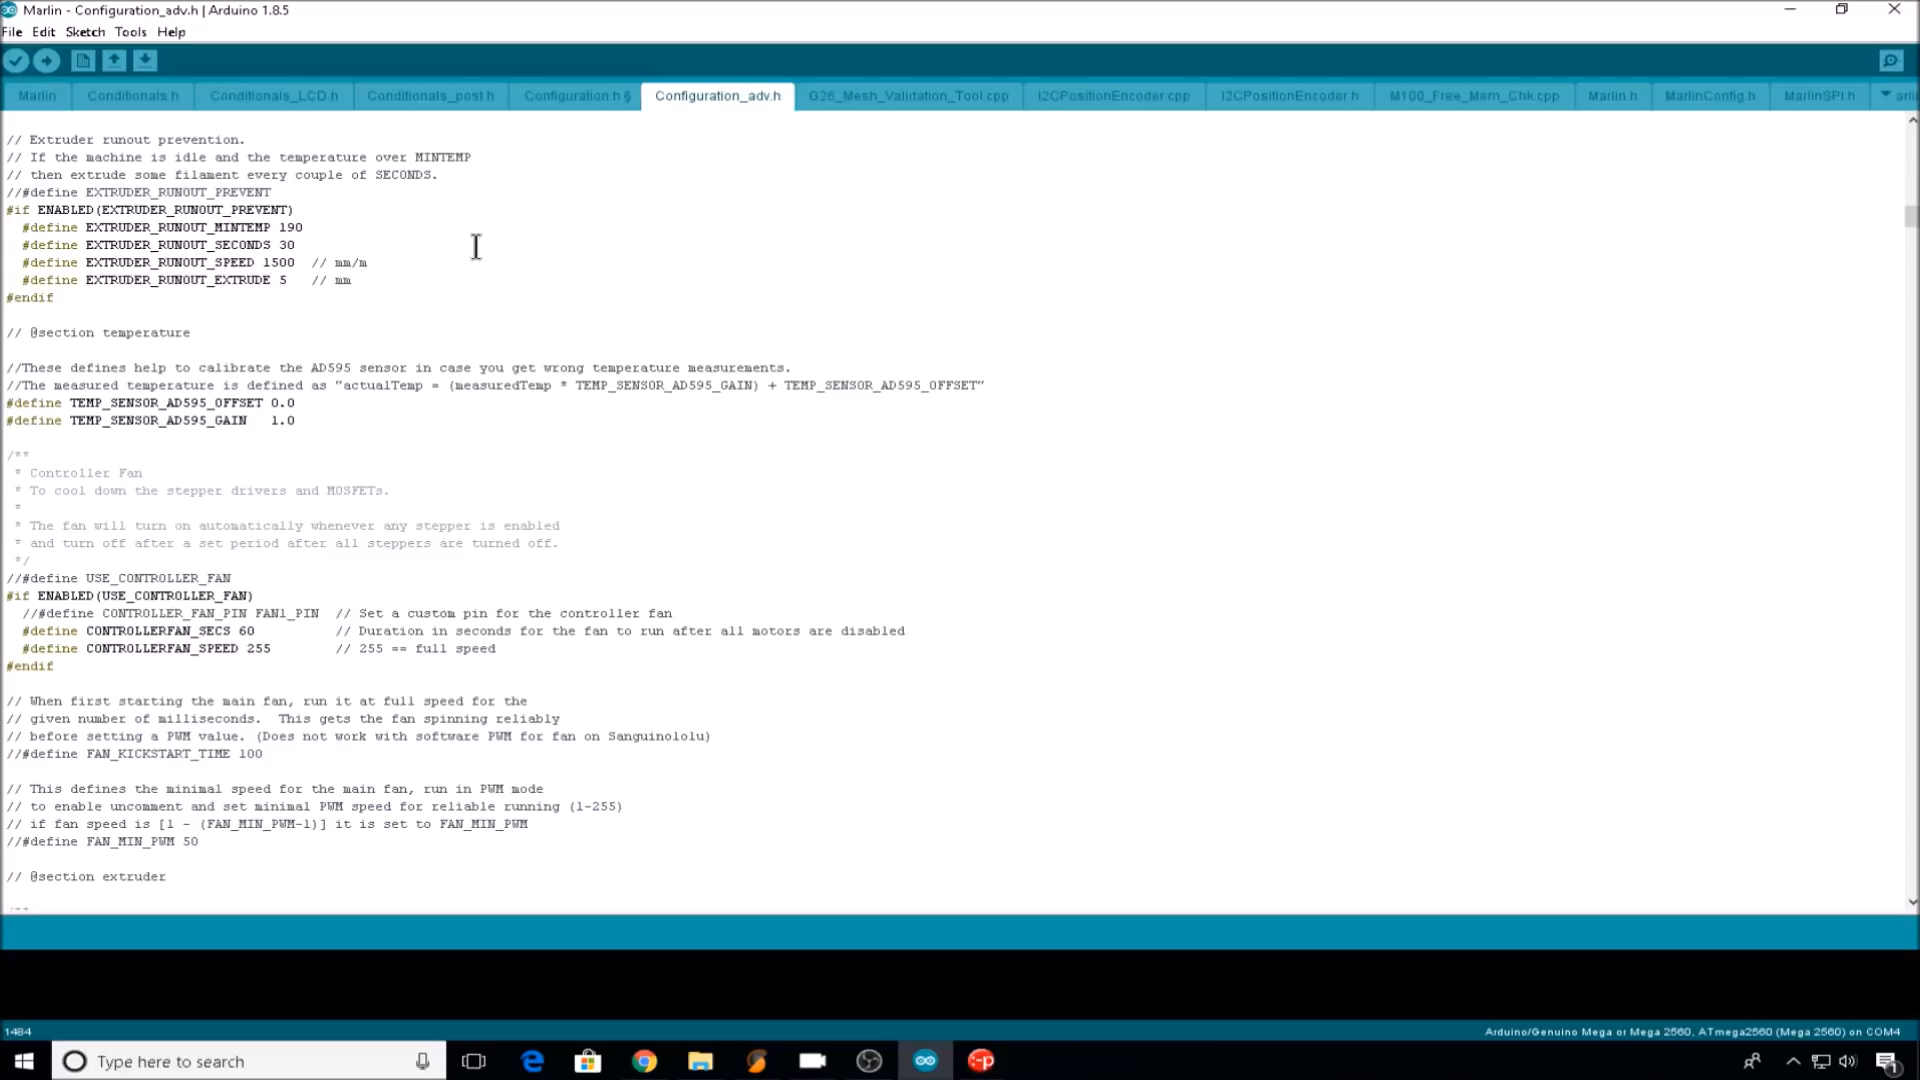 Marlin - Configuration_adv.h | Arduino 1.8.5
File Edit Sketch Tools Help
Marlin Conditionals.h Conditionals_LCD.h Conditionals_post.h Configuration.h § Configuration_adv.h G26_Mesh_Validation_Tool.cpp I2CPositionEncoder.cpp I2CPositionEncoder.h M100_Free_Mem_Chk.cpp Marlin.h MarlinConfig.h MarlinSPI.h
// Extruder runout prevention.
// If the machine is idle and the temperature over MINTEMP
// then extrude some filament every couple of SECONDS.
//#define EXTRUDER_RUNOUT_PREVENT
#if ENABLED(EXTRUDER_RUNOUT_PREVENT)
#define EXTRUDER_RUNOUT_MINTEMP 190
#define EXTRUDER_RUNOUT_SECONDS 30
#define EXTRUDER_RUNOUT_SPEED 1500 // mm/m
#define EXTRUDER_RUNOUT_EXTRUDE 5 // mm
#endif
// @section temperature
//These defines help to calibrate the AD595 sensor in case you get wrong temperature measurements.
//The measured temperature is defined as "actualTemp = (measuredTemp * TEMP_SENSOR_AD595_GAIN) + TEMP_SENSOR_AD595_OFFSET"
#define TEMP_SENSOR_AD595_OFFSET 0.0
#define TEMP_SENSOR_AD595_GAIN 1.0
/**
* Controller Fan
* To cool down the stepper drivers and MOSFETs.
*
* The fan will turn on automatically whenever any stepper is enabled
* and turn off after a set period after all steppers are turned off.
*/
//#define USE_CONTROLLER_FAN
#if ENABLED(USE_CONTROLLER_FAN)
//#define CONTROLLER_FAN_PIN FAN1_PIN // Set a custom pin for the controller fan
#define CONTROLLERFAN_SECS 60 // Duration in seconds for the fan to run after all motors are disabled
#define CONTROLLERFAN_SPEED 255 // 255 == full speed
#endif
// When first starting the main fan, run it at full speed for the
// given number of milliseconds. This gets the fan spinning reliably
// before setting a PWM value. (Does not work with software PWM for fan on Sanguinololu)
//#define FAN_KICKSTART_TIME 100
// This defines the minimal speed for the main fan, run in PWM mode
// to enable uncomment and set minimal PWM speed for reliable running (1-255)
// if fan speed is [1 - (FAN_MIN_PWM-1)] it is set to FAN_MIN_PWM
//#define FAN_MIN_PWM 50
// @section extruder
1484
Arduino/Genuino Mega or Mega 2560, ATmega2560 (Mega 2560) on COM4
Type here to search